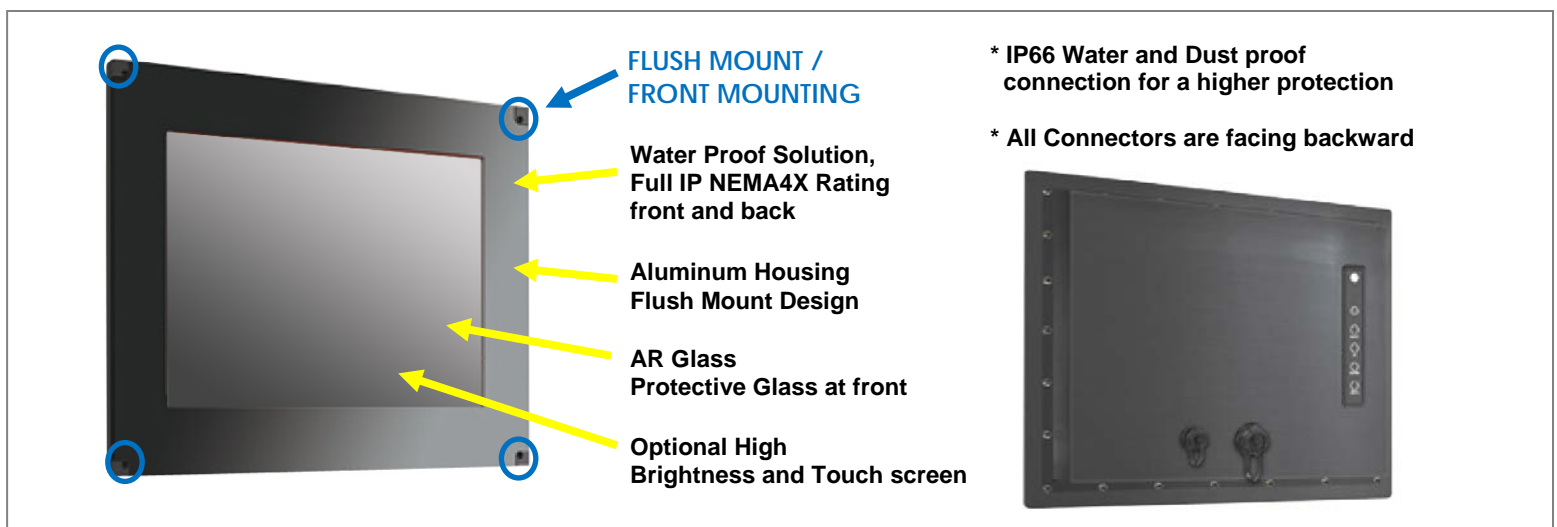 FLUSH MOUNT /
FRONT MOUNTING
Water Proof Solution,
Full IP NEMA4X Rating
front and back
Aluminum Housing
Flush Mount Design
AR Glass
Protective Glass at front
Optional High
Brightness and Touch screen
* IP66 Water and Dust proof
connection for a higher protection
* All Connectors are facing backward